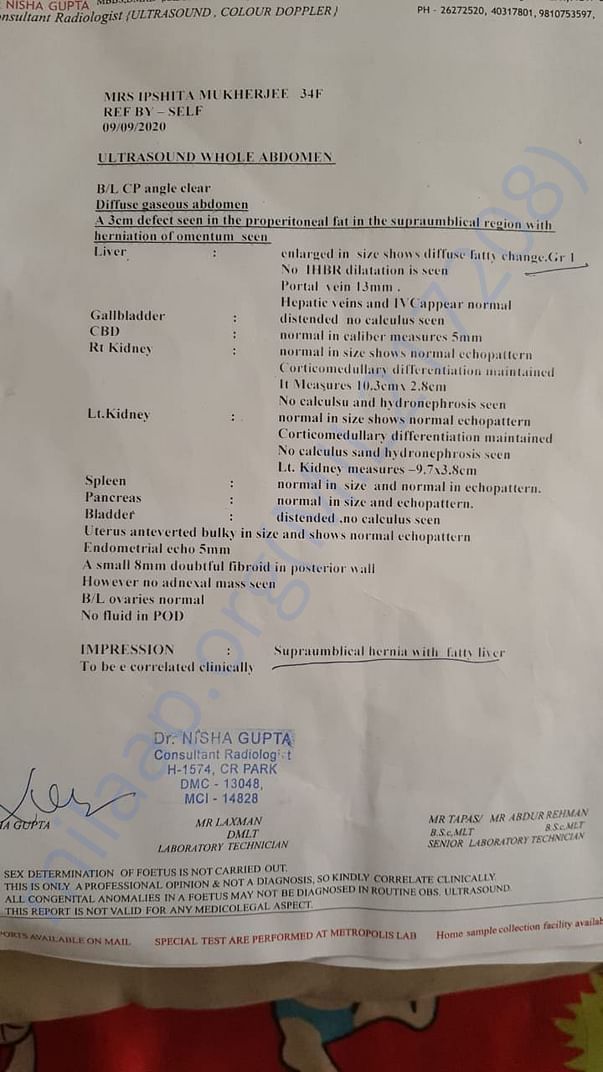 NISHA GUPTA
Consultant Radiologist {ULTRASOUND , COLOUR DOPPLER}
PH - 26272520, 40317801, 9810753597,
MRS IPSHITA MUKHERJEE 34F
REF BY – SELF
09/09/2020
ULTRASOUND WHOLE ABDOMEN
B/L CP angle clear
Diffuse gaseous abdomen
A 3cm defect seen in the properitoneal fat in the supraumblical region with
herniation of omentum seen
Liver : enlarged in size shows diffuse fatty change.Gr 1
No IHBR dilatation is seen
Portal vein 13mm .
Hepatic veins and IVCappear normal
Gallbladder : distended no calculus seen
CBD : normal in caliber measures 5mm
Rt Kidney : normal in size shows normal echopattern
Corticomedullary differentiation maintained
It Measures 10.3cmx 2.8cm
No calculsu and hydronephrosis seen
Lt.Kidney : . normal in size shows normal echopattern
Corticomedullary differentiation maintained
No calculus sand hydronephrosis seen
Lt. Kidney measures –9.7x3.8cm
Spleen : normal in size and normal in echopattern.
Pancreas : normal in size and echopattern.
Bladder : distended .no calculus seen
Uterus anteverted bulky in size and shows normal echopattern
Endometrial echo 5mm
A small 8mm doubtful fibroid in posterior wall
However no adnexal mass seen
B/L ovaries normal
No fluid in POD
IMPRESSION : Supraumblical hernia with fatty liver
To be e correlated clinically
Dr. NISHA GUPTA
Consultant Radiologist
H-1574, CR PARK
DMC - 13048,
MCI - 14828
GUPTA
MR LAXMAN
DMLT
LABORATORY TECHNICIAN
MR TAPAS/ MR ABDUR REHMAN
B.Sc,MLT B.Sc,MLT
SENIOR LABORATORY TECHNICIAN
SEX DETERMINATION OF FOETUS IS NOT CARRIED OUT.
THIS IS ONLY A PROFESSIONAL OPINION & NOT A DIAGNOSIS, SO KINDLY CORRELATE CLINICALLY.
ALL CONGENITAL ANOMALIES IN A FOETUS MAY NOT BE DIAGNOSED IN ROUTINE OBS. ULTRASOUND.
THIS REPORT IS NOT VALID FOR ANY MEDICOLEGAL ASPECT.
PORTS AVAILABLE ON MAIL SPECIAL TEST ARE PERFORMED AT METROPOLIS LAB Home sample collection facility availab